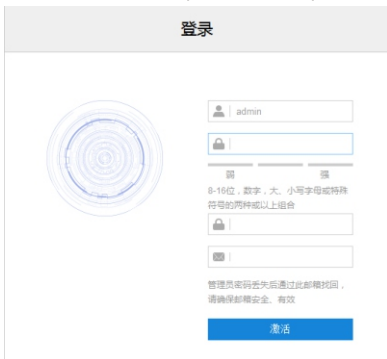 登录
admin
弱 强
8-16位，数字，大、小写字母或特殊
符号的两种或以上组合
管理员密码丢失后通过此邮箱找回，
请确保邮箱安全、有效
激活